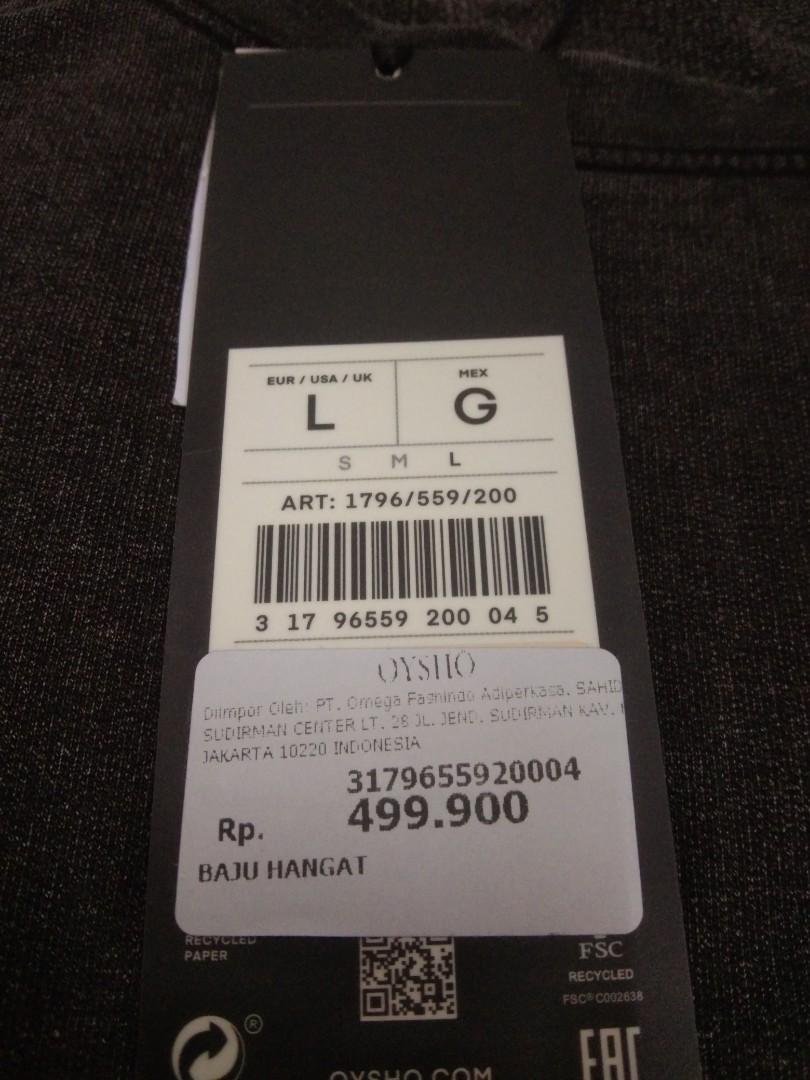 EUR / USA / UK
L
MEX
G
S M L
ART: 1796/559/200
3 17 96559 200 04 5
OYSHO
Diimpor Oleh: PT. Omega Fashindo Adiperkasa. SAHID
SUDIRMAN CENTER LT. 28 JL. JEND. SUDIRMAN KAV.
JAKARTA 10220 INDONESIA
3179655920004
Rp. 499.900
BAJU HANGAT
RECYCLED
PAPER
FSC
RECYCLED
FSC® C002638
®
EAC
OYSHO.COM